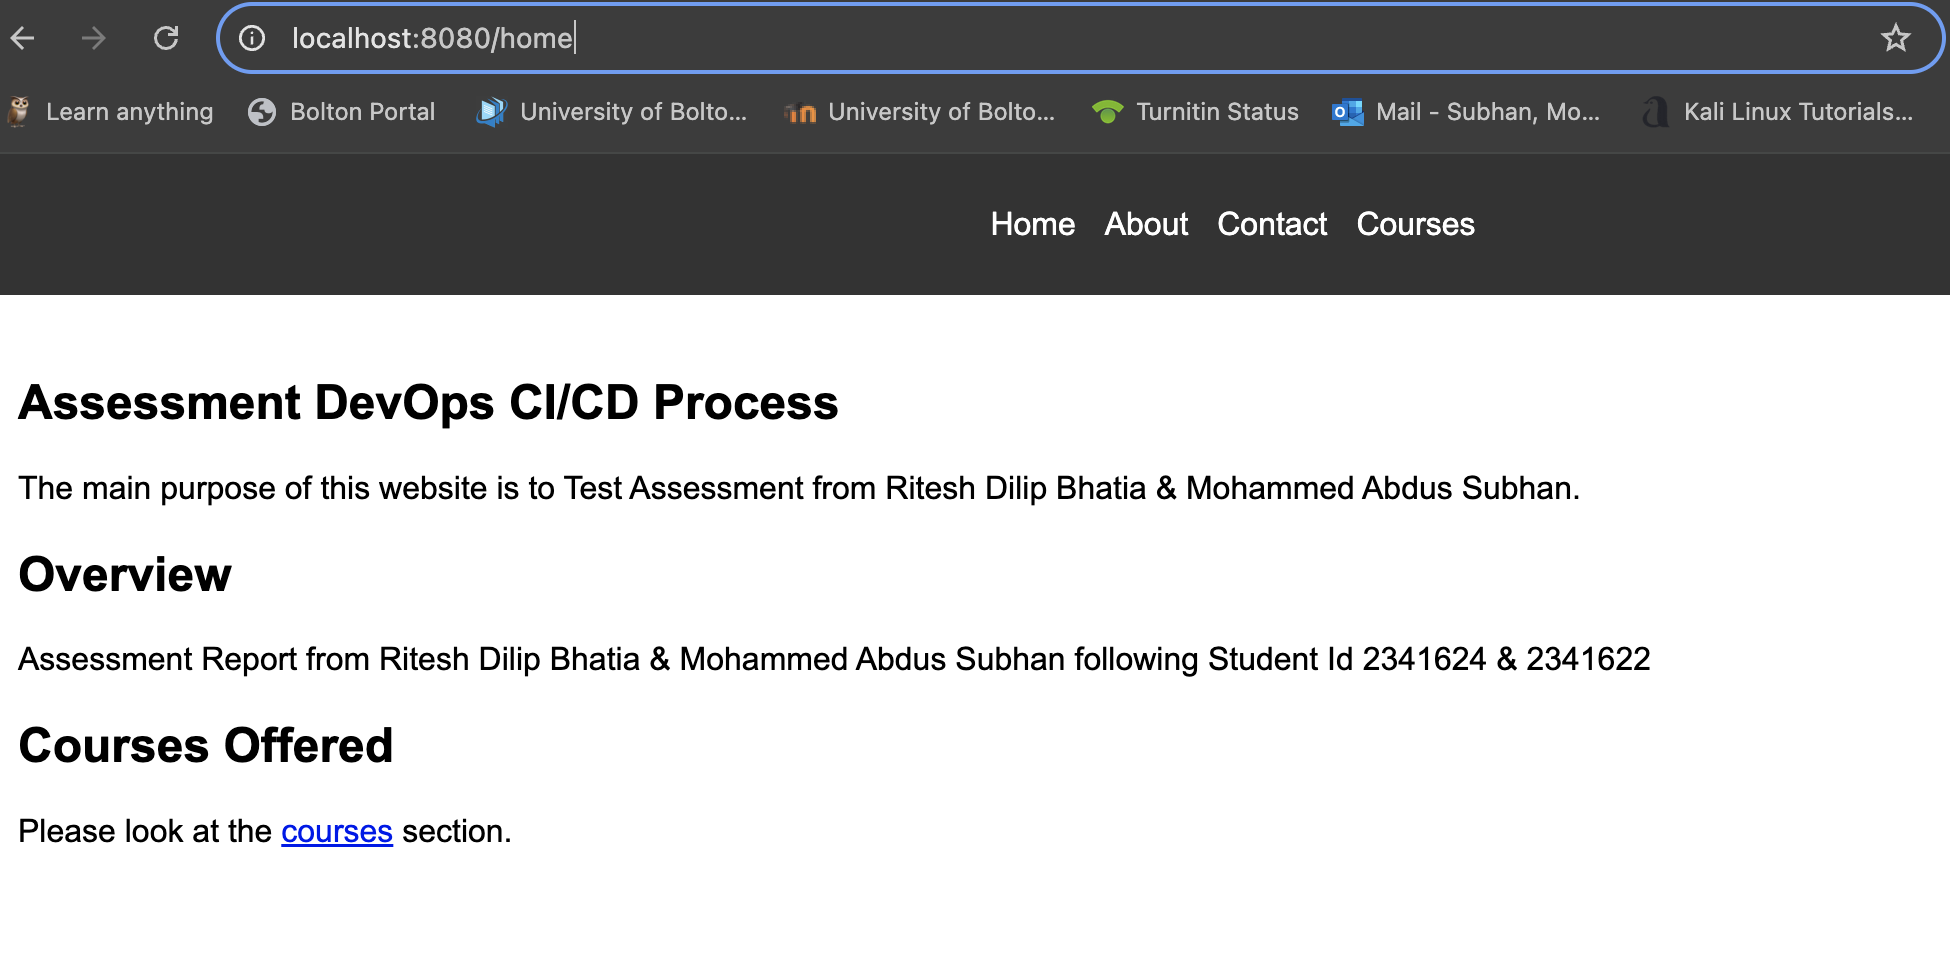 localhost:8080/home
Learn anything Bolton Portal University of Bolto... University of Bolto... Turnitin Status Mail - Subhan, Mo... Kali Linux Tutorials...
Home About Contact Courses
Assessment DevOps CI/CD Process
The main purpose of this website is to Test Assessment from Ritesh Dilip Bhatia & Mohammed Abdus Subhan.
Overview
Assessment Report from Ritesh Dilip Bhatia & Mohammed Abdus Subhan following Student Id 2341624 & 2341622
Courses Offered
Please look at the courses section.